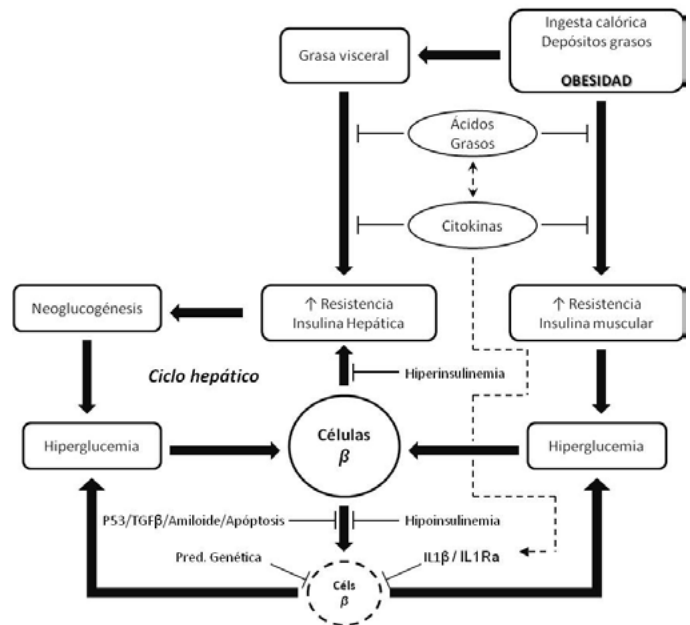 Ingesta calórica
Depósitos grasos
OBESIDAD
Grasa visceral
Ácidos
Grasos
Citokinas
Neoglucogénesis
↑ Resistencia
Insulina Hepática
↑ Resistencia
Insulina muscular
Ciclo hepático
Hiperinsulinemia
Hiperglucemia
Células
β
Hiperglucemia
P53/TGFβ/Amiloide/Apóptosis
Hipoinsulinemia
Pred. Genética
IL1β / IL1Ra
Céls
β